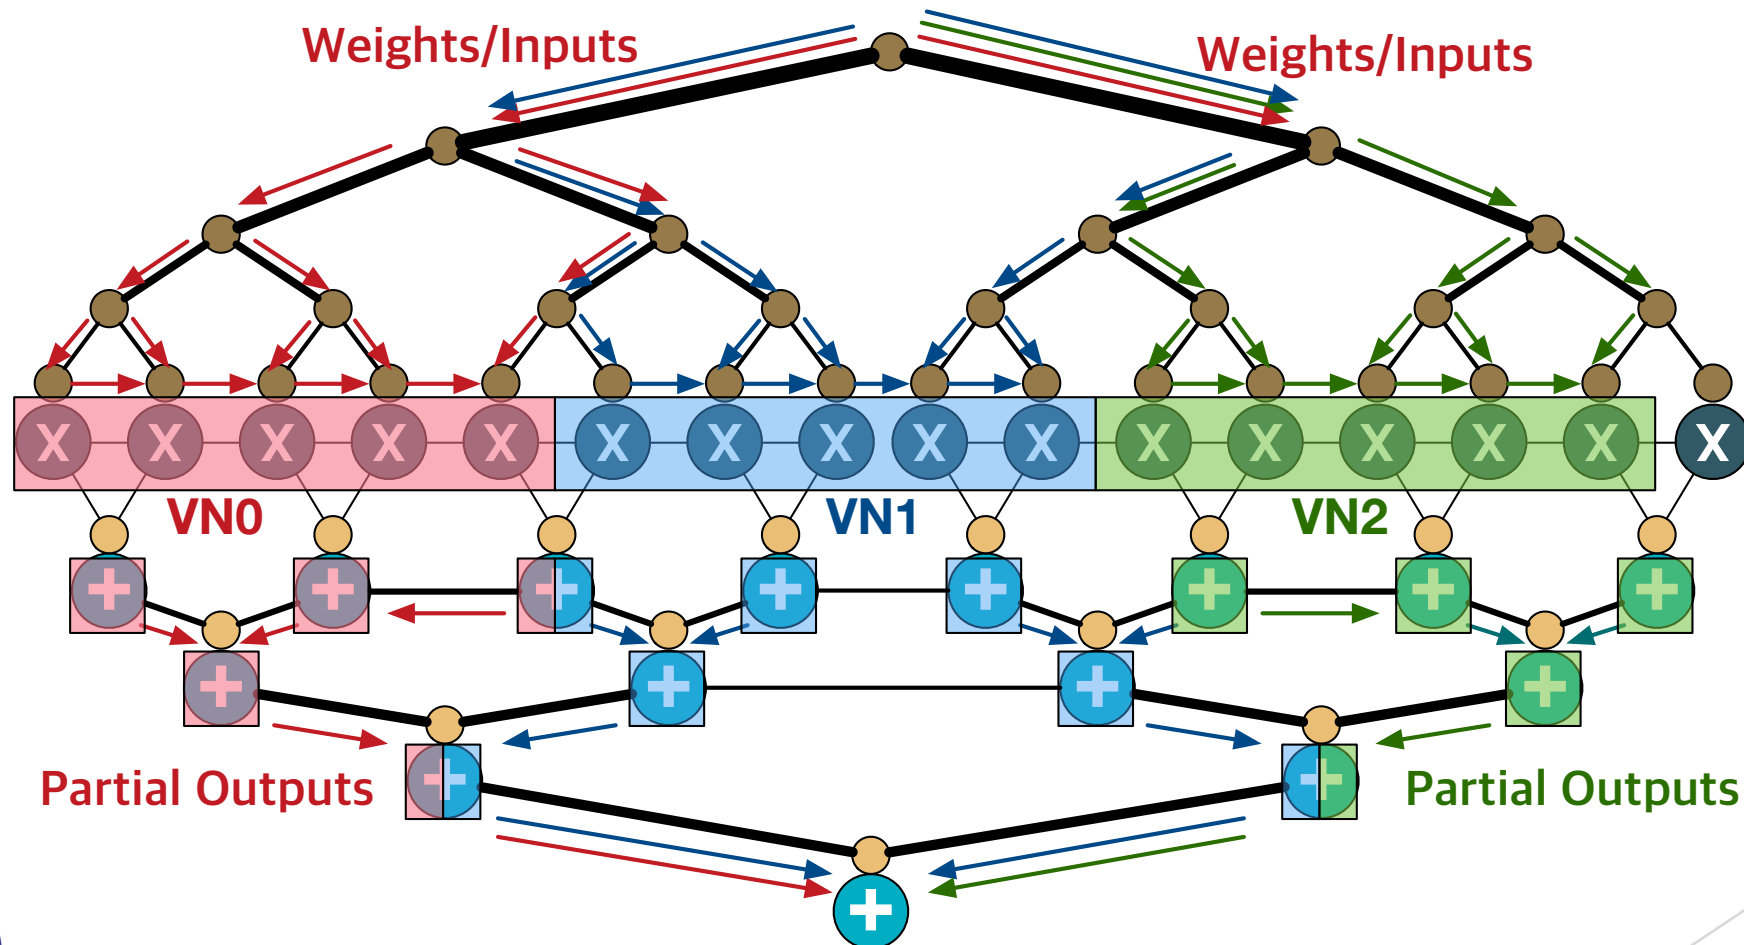 Weights/Inputs
Weights/Inputs
X X X X X X X X X X X X X X X X
VN0 VN1 VN2
+ + + + + + + +
+ + + +
+ +
Partial Outputs
Partial Outputs
+